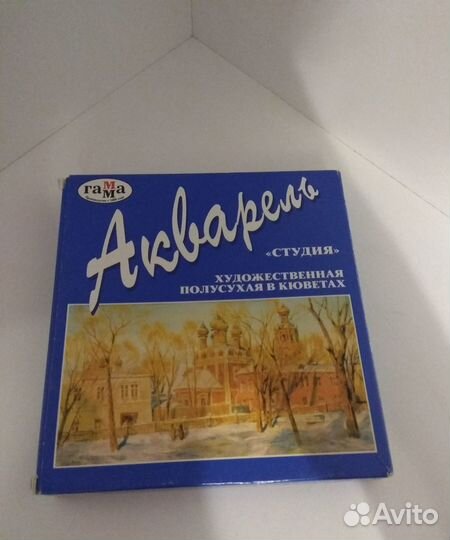 гамма
Акварель
«СТУДИЯ»
ХУДОЖЕСТВЕННАЯ
ПОЛУСУХАЯ В КЮВЕТАХ
Avito